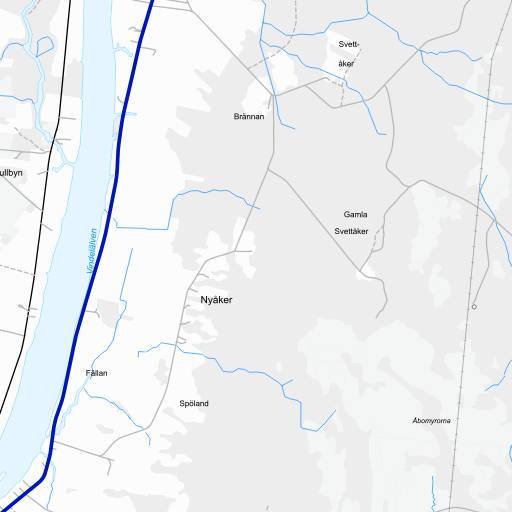 Svett-
åker
Brännan
ullbyn
Gamla
Svettåker
Vindelälven
Nyåker
Fällan
Spöland
Åbomyrorna